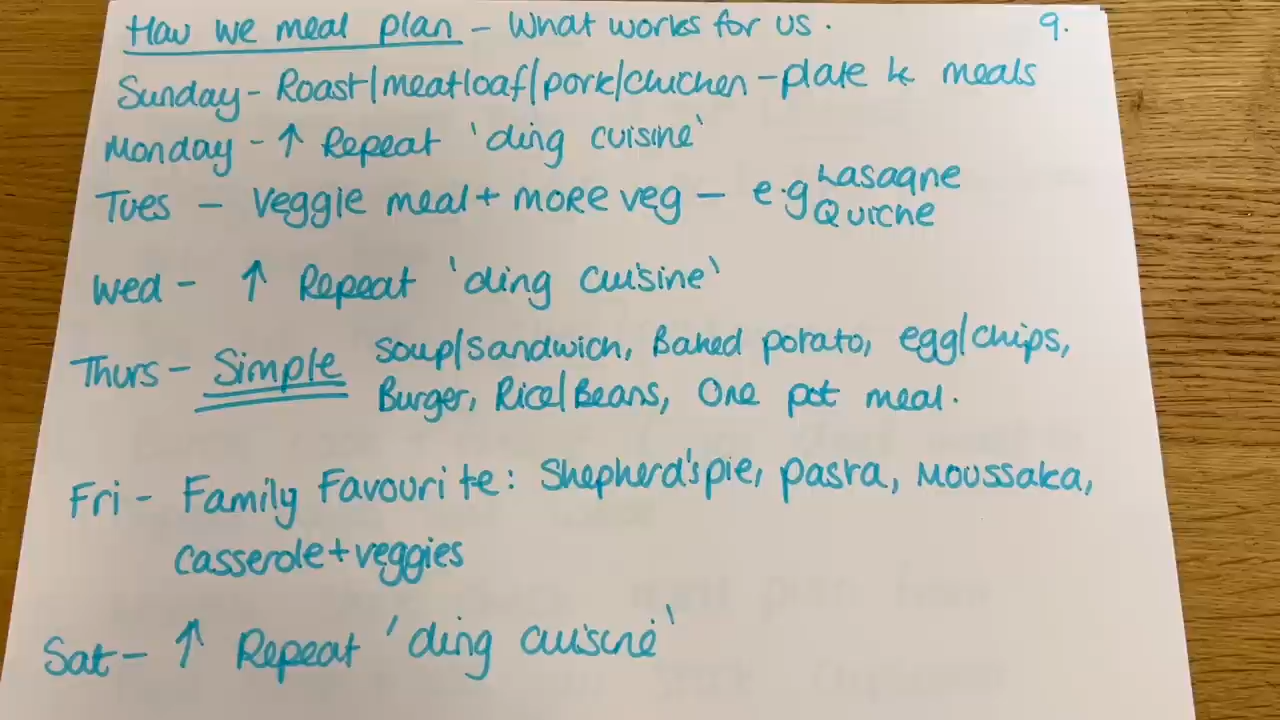 How we meal plan - What works for us. 9.
Sunday - Roast/meatloaf/pork/chicken - plate k meals
Monday - ↑ Repeat 'ding cuisine'
Tues - Veggie meal + more veg - e.g Lasagne
Quiche
Wed - ↑ Repeat 'ding cuisine'
Thurs - Simple soup/sandwich, Baked potato, egg/chips,
Burger, Rice/Beans, One pot meal.
Fri - Family Favourite: Shepherd's pie, pasta, Moussaka,
casserole + veggies
Sat - ↑ Repeat 'ding cuisine'